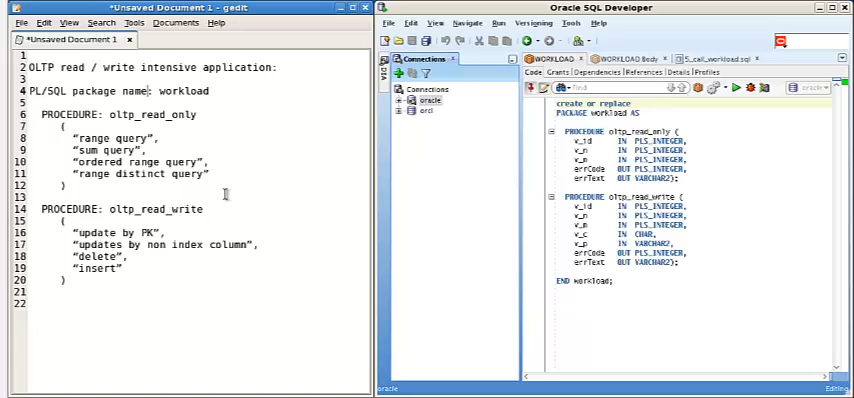 *Unsaved Document 1 - gedit
File Edit View Search Tools Documents Help
*Unsaved Document 1 ×
1
2 OLTP read / write intensive application:
3
4 PL/SQL package name: workload
5
6 PROCEDURE: oltp_read_only
7 (
8 “range query”,
9 “sum query”,
10 “ordered range query”,
11 “range distinct query”
12 )
13
14 PROCEDURE: oltp_read_write
15 (
16 “update by PK”,
17 “updates by non index column”,
18 “delete”,
19 “insert”
20 )
21
22
Oracle SQL Developer
File Edit View Navigate Run Versioning Tools Help
Connections
Connections
oracle
orcl
WORKLOAD WORKLOAD Body 5_call_workload.sql
Code Grants Dependencies References Details Profiles
Find
oracle
create or replace
PACKAGE workload AS
PROCEDURE oltp_read_only (
v_id IN PLS_INTEGER,
v_n IN PLS_INTEGER,
v_m IN PLS_INTEGER,
errCode OUT PLS_INTEGER,
errText OUT VARCHAR2);
PROCEDURE oltp_read_write (
v_id IN PLS_INTEGER,
v_n IN PLS_INTEGER,
v_m IN PLS_INTEGER,
v_c IN CHAR,
v_p IN VARCHAR2,
errCode OUT PLS_INTEGER,
errText OUT VARCHAR2);
END workload;
oracle
Editing